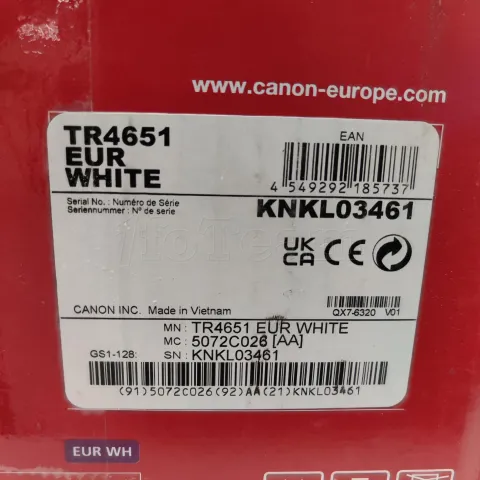 www.canon-europe.com
TR4651
EUR
WHITE
EAN
4 549292 185737
Serial No. : Numéro de Série
Seriennummer : Nº de serie
KNKL03461
UK
CA CE
CANON INC. Made in Vietnam
QX7-6320 V01
MN : TR4651 EUR WHITE
MC : 5072C026 [AA]
GS1-128: SN : KNKL03461
(91)5072C026(92)AA(21)KNKL03461
EUR WH